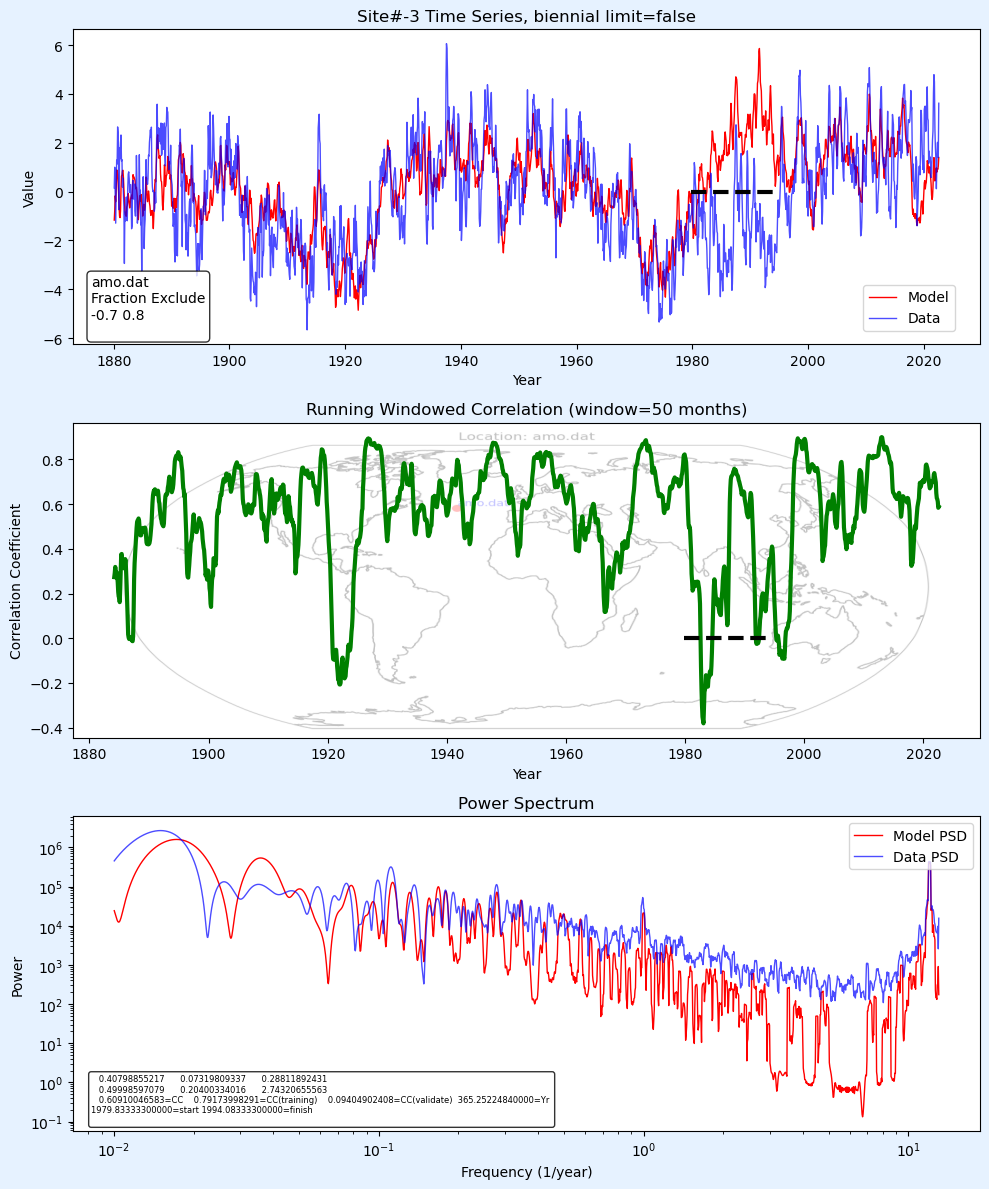 Site#-3 Time Series, biennial limit=false
Value
6
4
2
0
−2
−4
−6
amo.dat
Fraction Exclude
-0.7 0.8
Model
Data
1880 1900 1920 1940 1960 1980 2000 2020
Year
Running Windowed Correlation (window=50 months)
Correlation Coefficient
0.8
0.6
0.4
0.2
0.0
−0.2
−0.4
Location: amo.dat
amo.dat
1880 1900 1920 1940 1960 1980 2000 2020
Year
Power Spectrum
Power
10^6
10^5
10^4
10^3
10^2
10^1
10^0
10^−1
Model PSD
Data PSD
0.40798855217 0.07319809337 0.28811892431
0.49998597079 0.20400334016 2.74320655563
0.60910046583=CC 0.79173998291=CC(training) 0.09404902408=CC(validate) 365.25224840000=Yr
1979.83333300000=start 1994.08333300000=finish
10^−2 10^−1 10^0 10^1
Frequency (1/year)